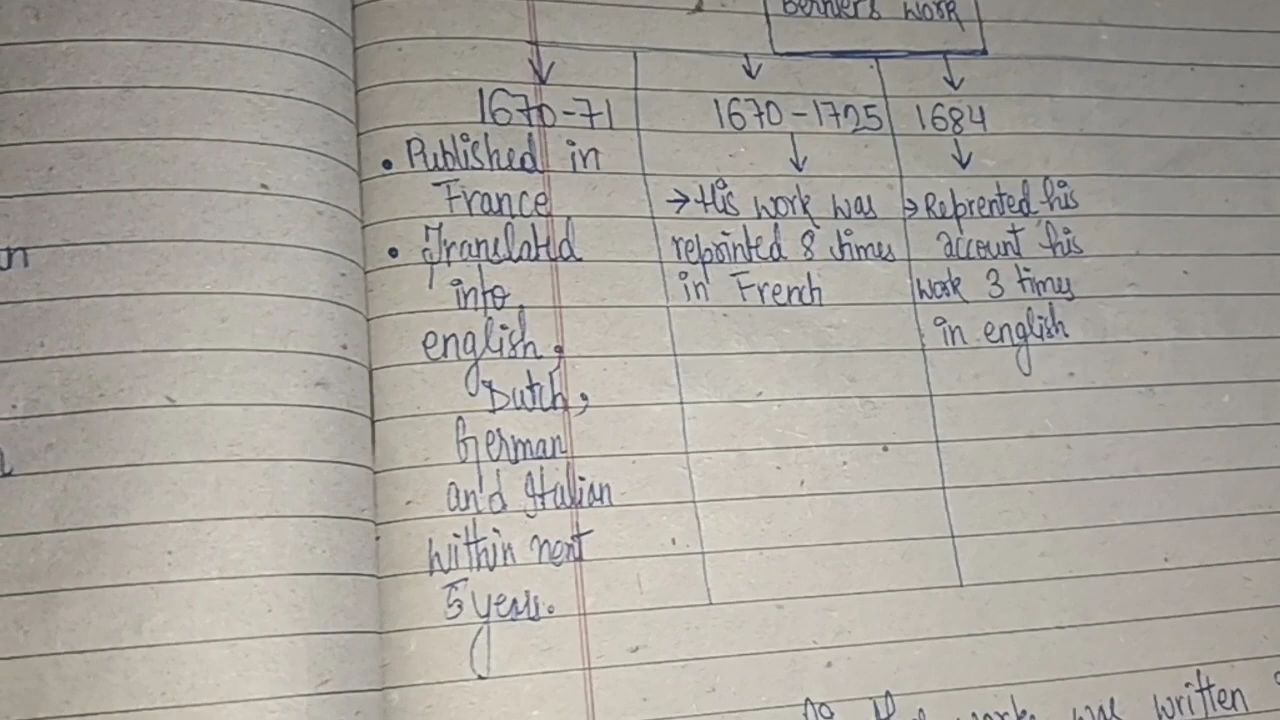 Bernier's work
1670-71
1670-1725
1684
• Published in
France
• Translated
into
english,
Dutch,
German
and Italian
within next
5 years.
→ His work was
reprinted 8 times
in French
→ Reprented his
account his
work 3 times
in english
n
work was written